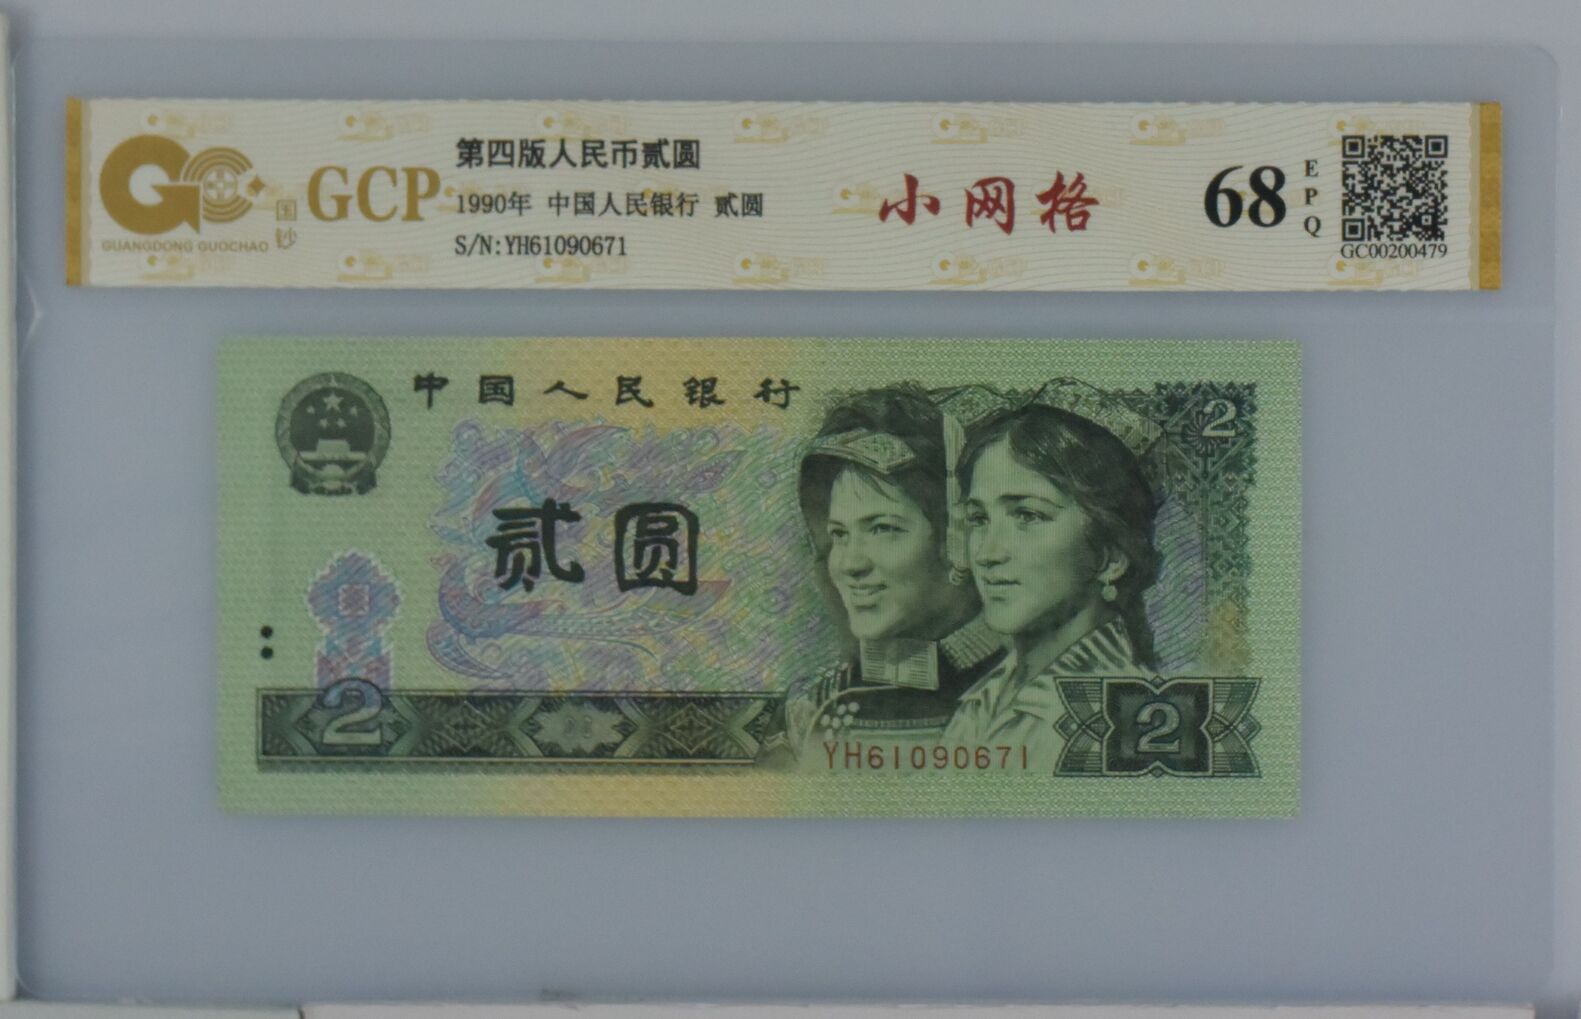 GCP
GUANGDONG GUOCHAO
国钞
第四版人民币贰圆
1990年 中国人民银行 贰圆
S/N:YH61090671
小网格
68
EPQ
GC00200479
中国人民银行
2
贰圆
2
2
YH61090671